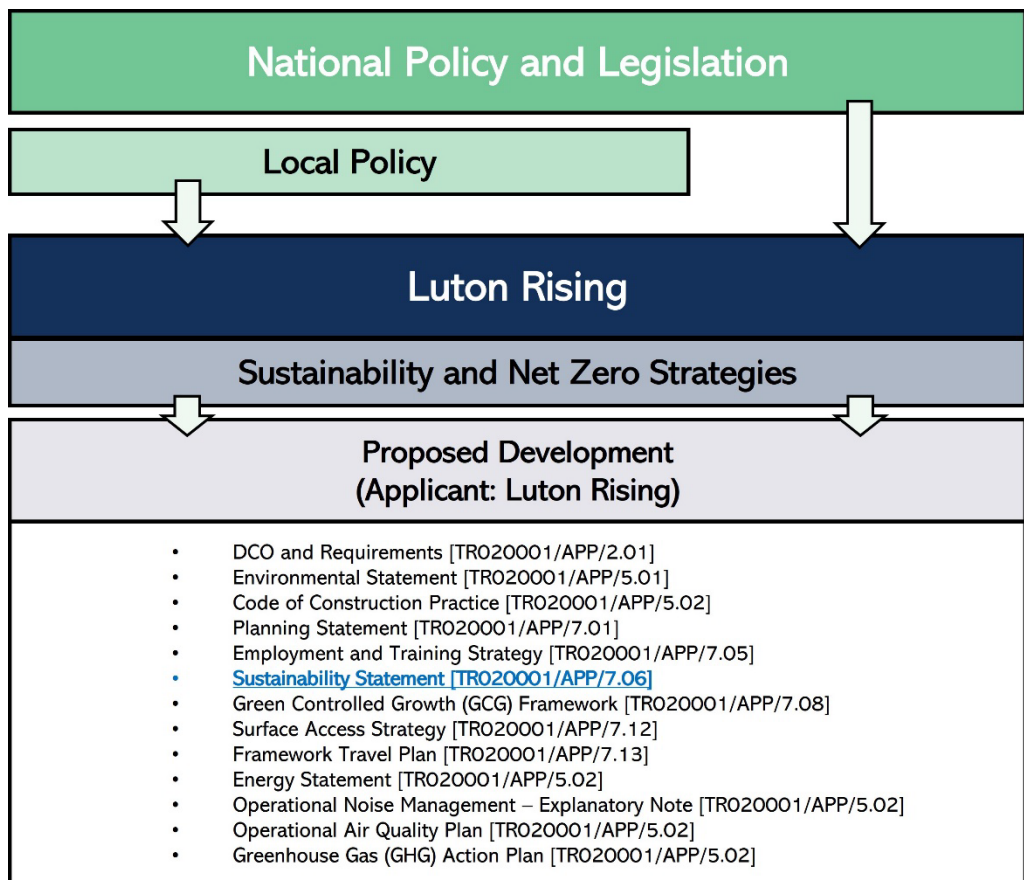 National Policy and Legislation
Local Policy
Luton Rising
Sustainability and Net Zero Strategies
Proposed Development
(Applicant: Luton Rising)
• DCO and Requirements [TR020001/APP/2.01]
• Environmental Statement [TR020001/APP/5.01]
• Code of Construction Practice [TR020001/APP/5.02]
• Planning Statement [TR020001/APP/7.01]
• Employment and Training Strategy [TR020001/APP/7.05]
• Sustainability Statement [TR020001/APP/7.06]
• Green Controlled Growth (GCG) Framework [TR020001/APP/7.08]
• Surface Access Strategy [TR020001/APP/7.12]
• Framework Travel Plan [TR020001/APP/7.13]
• Energy Statement [TR020001/APP/5.02]
• Operational Noise Management – Explanatory Note [TR020001/APP/5.02]
• Operational Air Quality Plan [TR020001/APP/5.02]
• Greenhouse Gas (GHG) Action Plan [TR020001/APP/5.02]